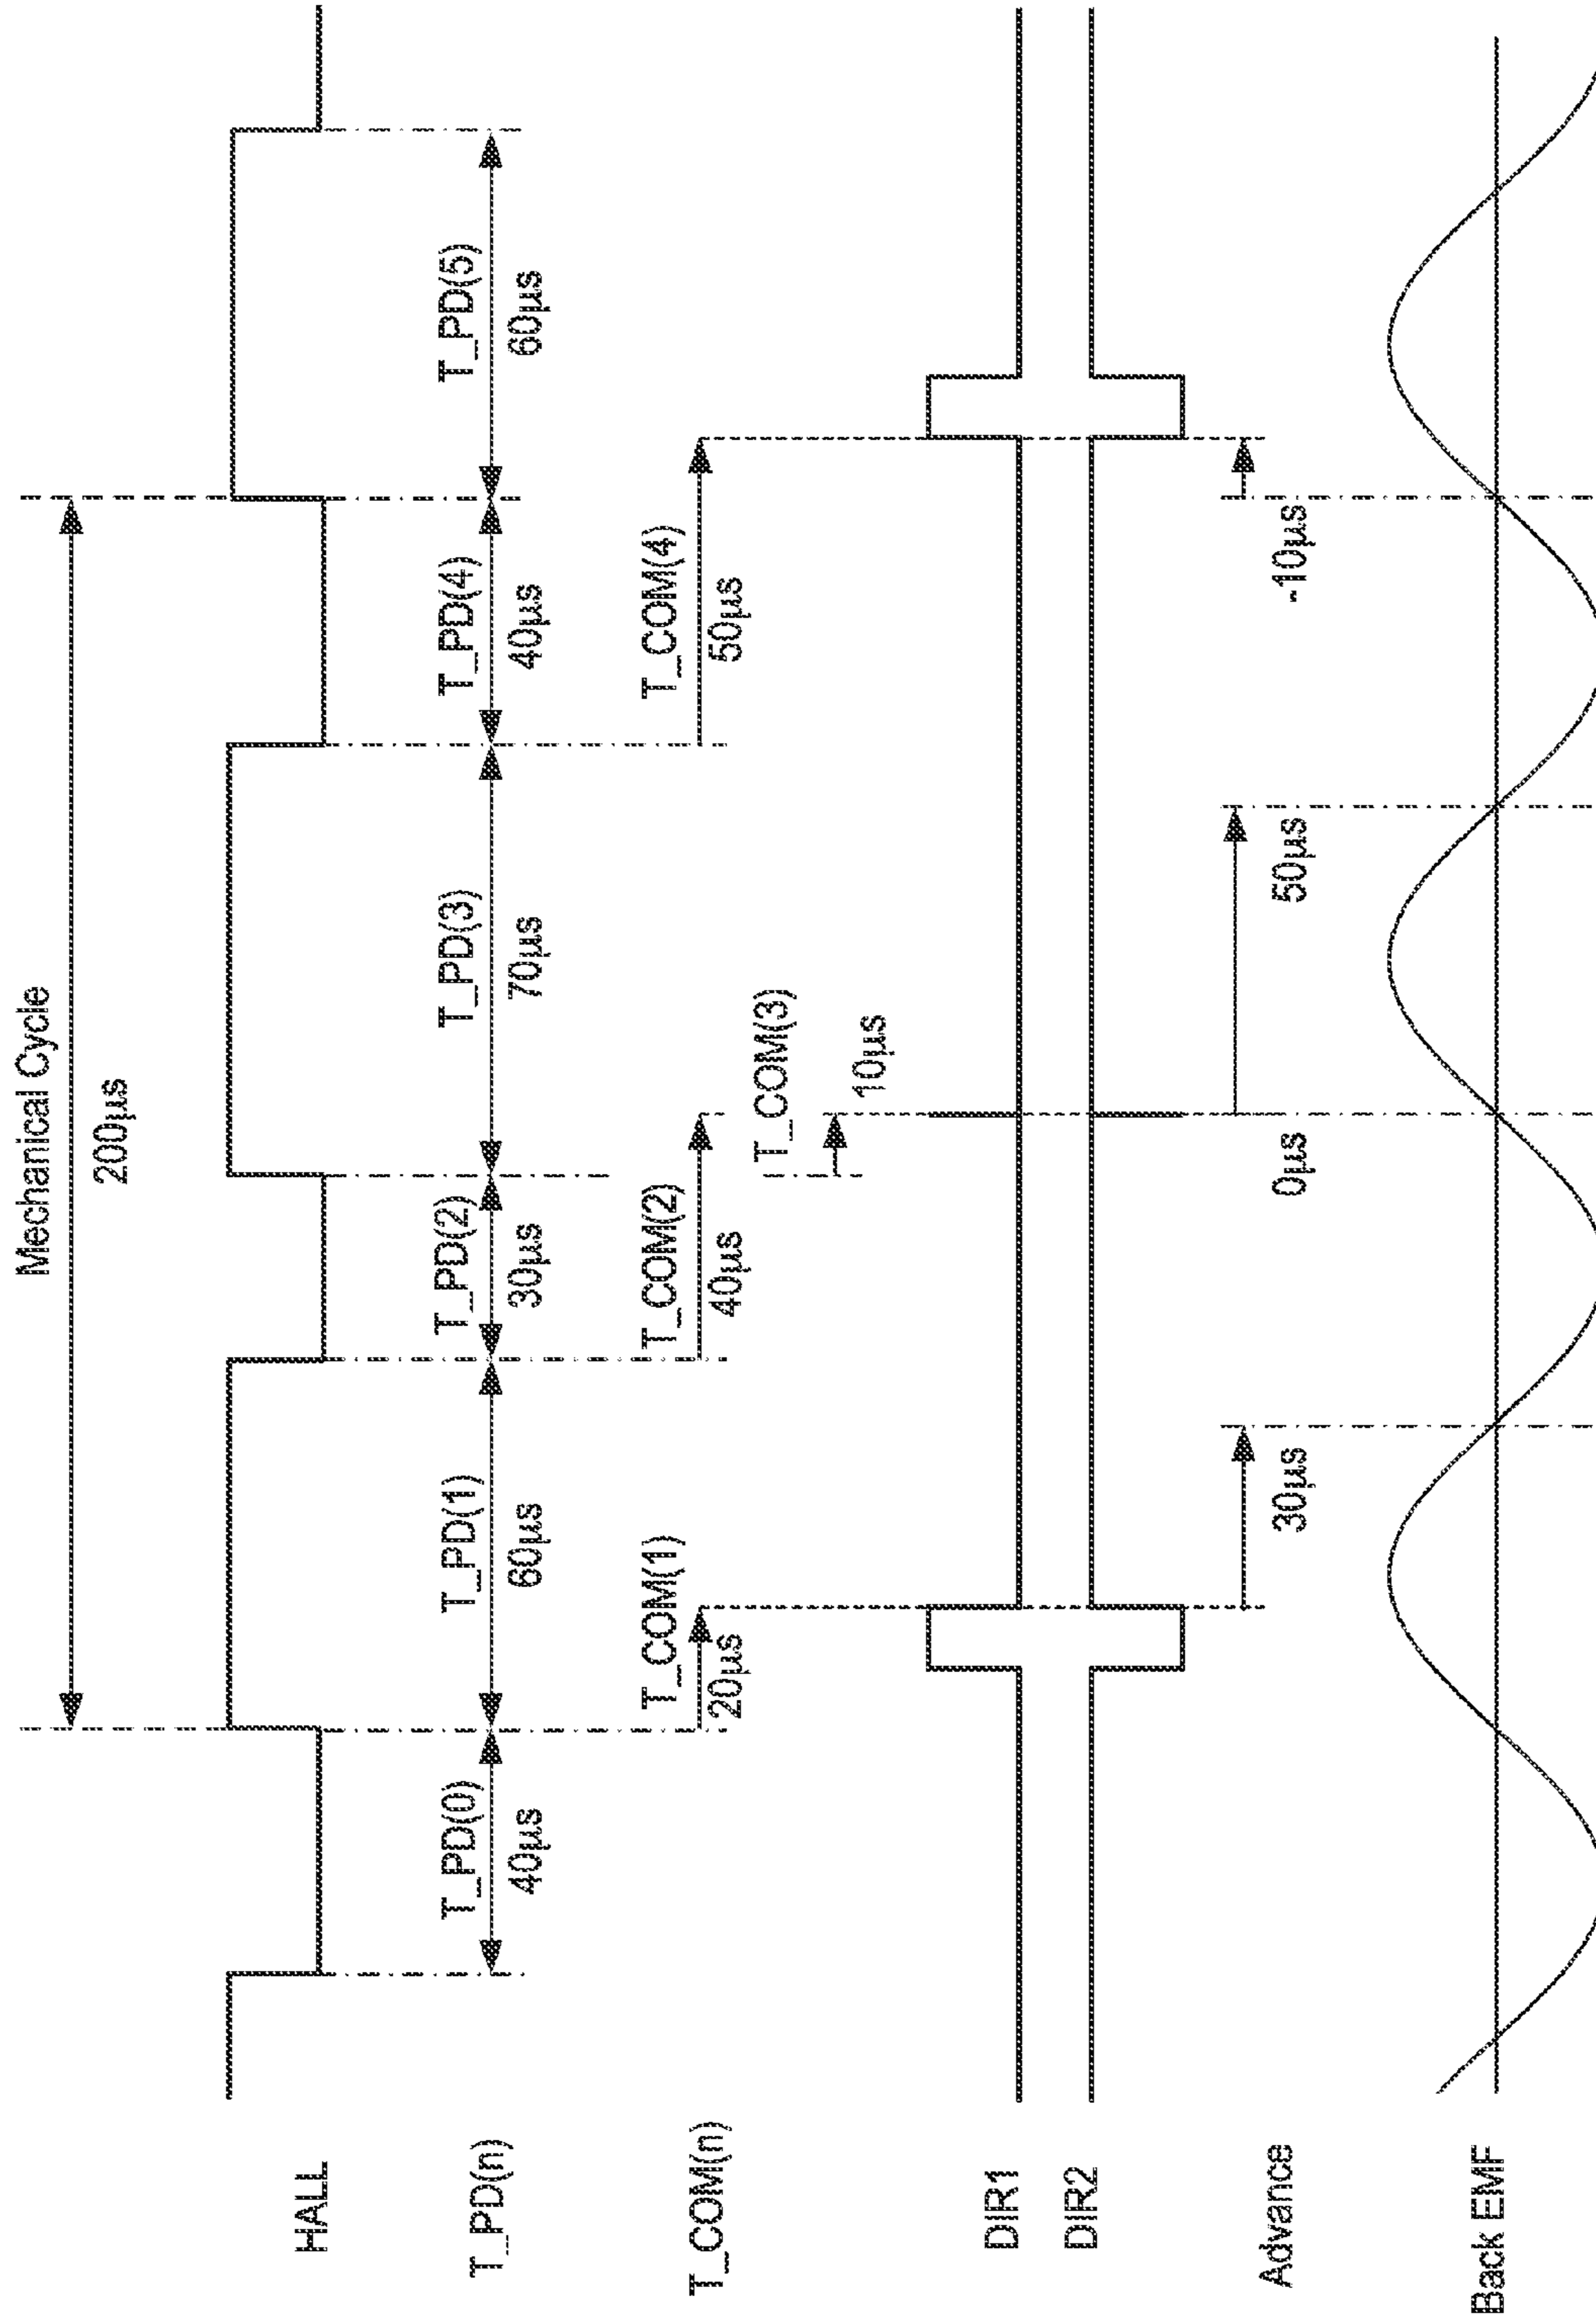 Mechanical Cycle
200µs
HALL
T_PD(n)
T_PD(0)
40µs
T_PD(1)
60µs
T_PD(2)
30µs
T_PD(3)
70µs
T_PD(4)
40µs
T_PD(5)
60µs
T_COM(n)
T_COM(1)
20µs
T_COM(2)
40µs
T_COM(3)
10µs
T_COM(4)
50µs
DIR1
DIR2
Advance
30µs
0µs
50µs
-10µs
Back EMF